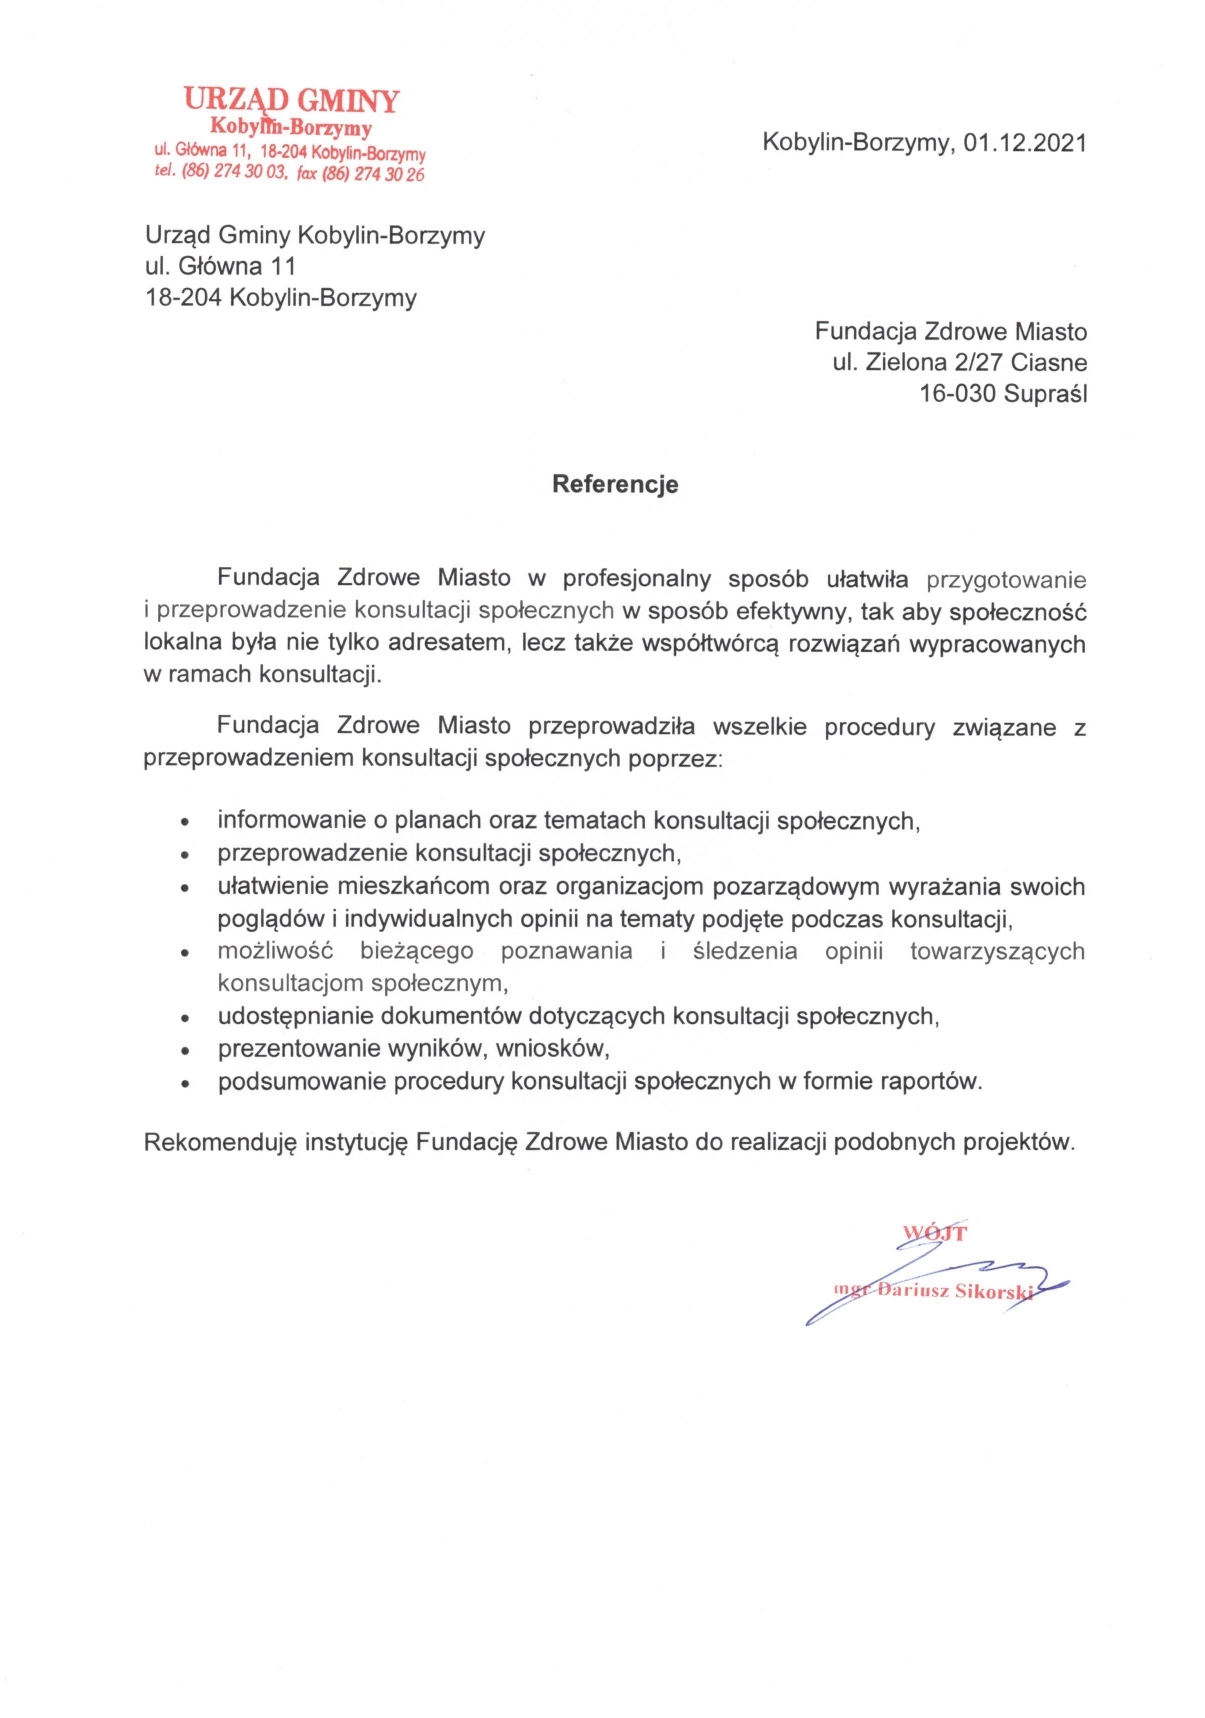 URZĄD GMINY
Kobylin-Borzymy
ul. Główna 11, 18-204 Kobylin-Borzymy
tel. (86) 274 30 03, fax (86) 274 30 26
Kobylin-Borzymy, 01.12.2021
Urząd Gminy Kobylin-Borzymy
ul. Główna 11
18-204 Kobylin-Borzymy
Fundacja Zdrowe Miasto
ul. Zielona 2/27 Ciasne
16-030 Supraśl
Referencje
Fundacja Zdrowe Miasto w profesjonalny sposób ułatwiła przygotowanie
i przeprowadzenie konsultacji społecznych w sposób efektywny, tak aby społeczność
lokalna była nie tylko adresatem, lecz także współtwórcą rozwiązań wypracowanych
w ramach konsultacji.
Fundacja Zdrowe Miasto przeprowadziła wszelkie procedury związane z
przeprowadzeniem konsultacji społecznych poprzez:
• informowanie o planach oraz tematach konsultacji społecznych,
• przeprowadzenie konsultacji społecznych,
• ułatwienie mieszkańcom oraz organizacjom pozarządowym wyrażania swoich
poglądów i indywidualnych opinii na tematy podjęte podczas konsultacji,
• możliwość bieżącego poznawania i śledzenia opinii towarzyszących
konsultacjom społecznym,
• udostępnianie dokumentów dotyczących konsultacji społecznych,
• prezentowanie wyników, wniosków,
• podsumowanie procedury konsultacji społecznych w formie raportów.
Rekomenduję instytucję Fundację Zdrowe Miasto do realizacji podobnych projektów.
WÓJT
mgr Dariusz Sikorski